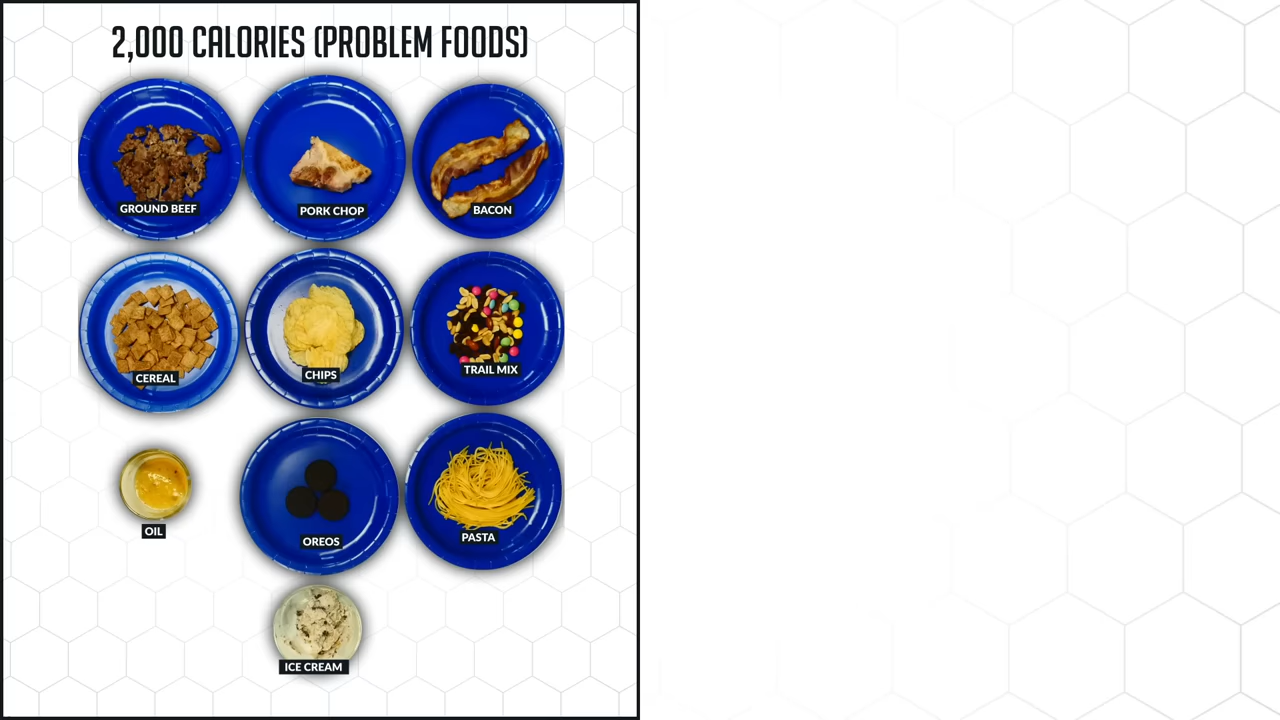 2,000 CALORIES (PROBLEM FOODS)
GROUND BEEF
PORK CHOP
BACON
CEREAL
CHIPS
TRAIL MIX
OIL
OREOS
PASTA
ICE CREAM